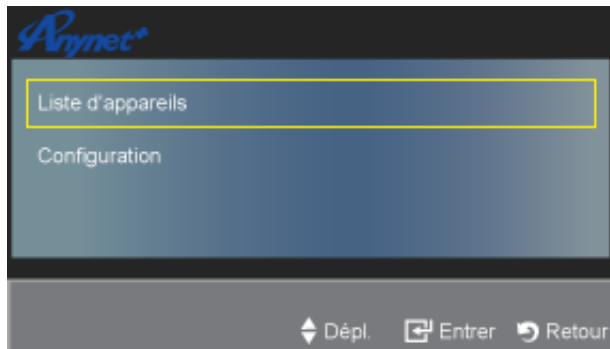 Anynet+
Liste d'appareils
Configuration
Dépl. Entrer Retour